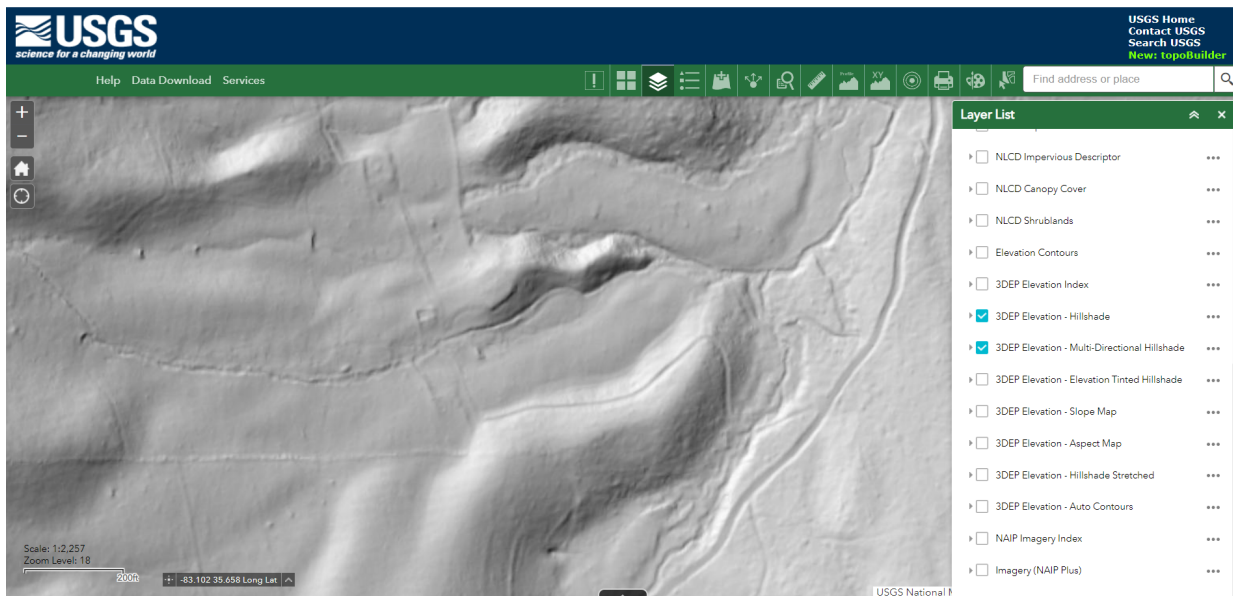 USGS
science for a changing world
USGS Home
Contact USGS
Search USGS
New: topoBuilder
Help Data Download Services
Profile
XY
Find address or place
+
−
Layer List
NLCD Impervious Descriptor
NLCD Canopy Cover
NLCD Shrublands
Elevation Contours
3DEP Elevation Index
3DEP Elevation - Hillshade
3DEP Elevation - Multi-Directional Hillshade
3DEP Elevation - Elevation Tinted Hillshade
3DEP Elevation - Slope Map
3DEP Elevation - Aspect Map
3DEP Elevation - Hillshade Stretched
3DEP Elevation - Auto Contours
NAIP Imagery Index
Imagery (NAIP Plus)
Scale: 1:2,257
Zoom Level: 18
200ft
-83.102 35.658 Long Lat
USGS National